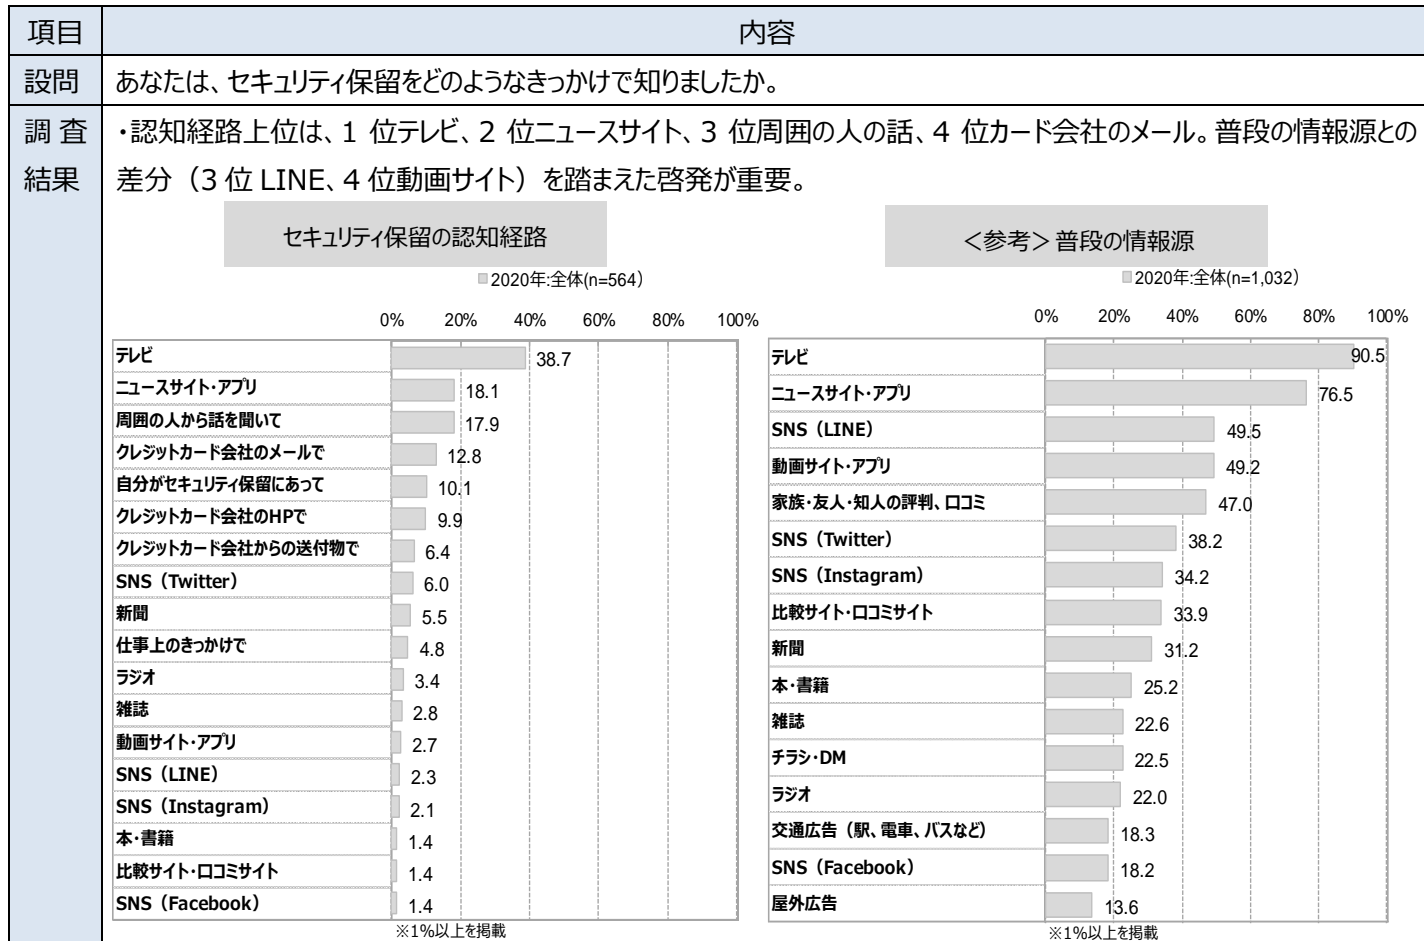 項目 内容
設問 あなたは、セキュリティ保留をどのようなきっかけで知りましたか。
調査結果 ・認知経路上位は、1 位テレビ、2 位ニュースサイト、3 位周囲の人の話、4 位カード会社のメール。普段の情報源との
差分（3 位 LINE、4 位動画サイト）を踏まえた啓発が重要。
セキュリティ保留の認知経路
2020年:全体(n=564)
0% 20% 40% 60% 80% 100%
テレビ 38.7
ニュースサイト・アプリ 18.1
周囲の人から話を聞いて 17.9
クレジットカード会社のメールで 12.8
自分がセキュリティ保留にあって 10.1
クレジットカード会社のHPで 9.9
クレジットカード会社からの送付物で 6.4
SNS（Twitter） 6.0
新聞 5.5
仕事上のきっかけで 4.8
ラジオ 3.4
雑誌 2.8
動画サイト・アプリ 2.7
SNS（LINE） 2.3
SNS（Instagram） 2.1
本・書籍 1.4
比較サイト・口コミサイト 1.4
SNS（Facebook） 1.4
※1%以上を掲載
＜参考＞普段の情報源
2020年:全体(n=1,032)
0% 20% 40% 60% 80% 100%
テレビ 90.5
ニュースサイト・アプリ 76.5
SNS（LINE） 49.5
動画サイト・アプリ 49.2
家族・友人・知人の評判、口コミ 47.0
SNS（Twitter） 38.2
SNS（Instagram） 34.2
比較サイト・口コミサイト 33.9
新聞 31.2
本・書籍 25.2
雑誌 22.6
チラシ・DM 22.5
ラジオ 22.0
交通広告（駅、電車、バスなど） 18.3
SNS（Facebook） 18.2
屋外広告 13.6
※1%以上を掲載